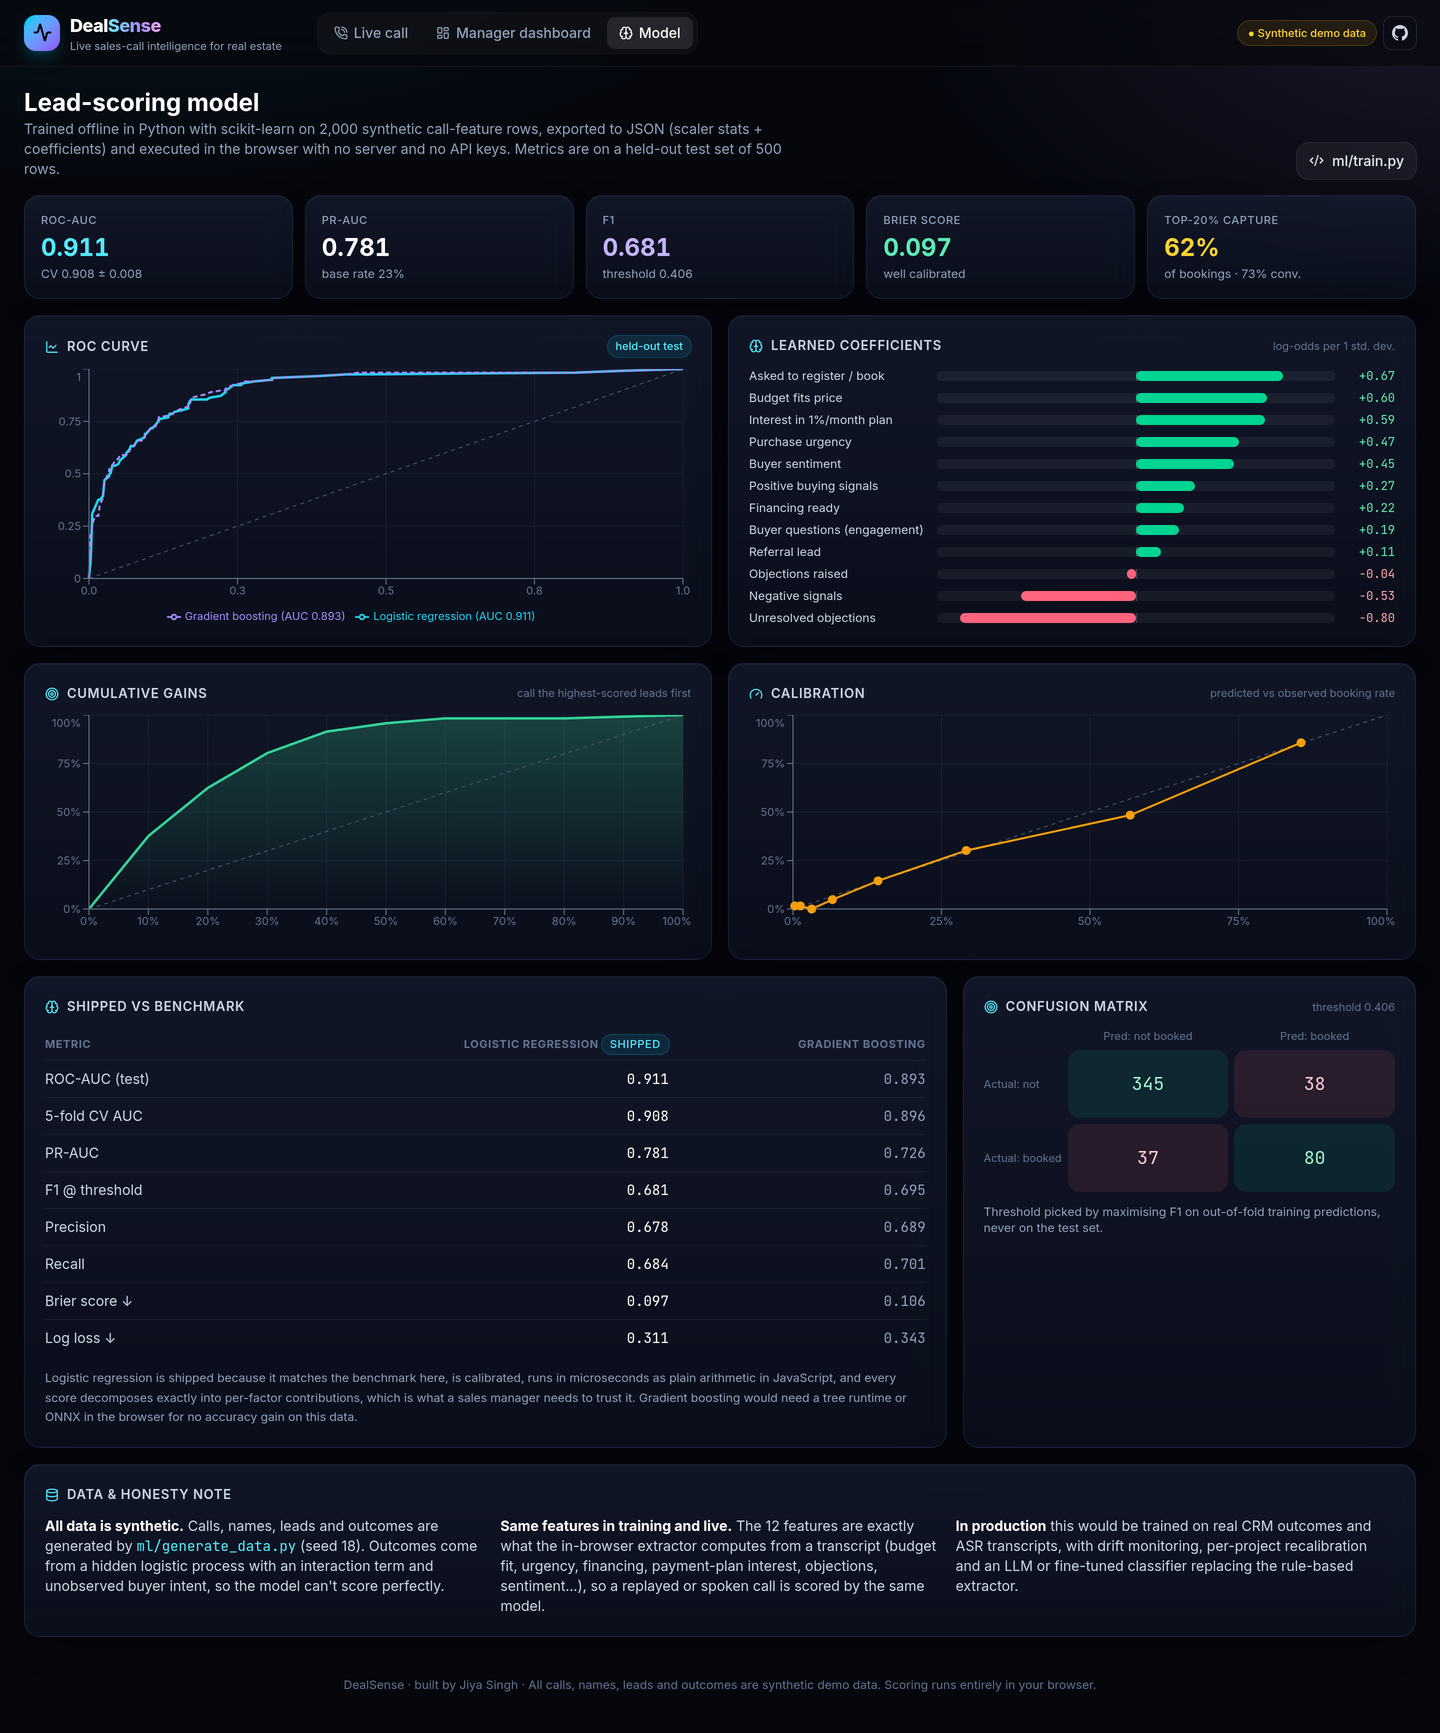 DealSense
Live sales-call intelligence for real estate
Live call
Manager dashboard
Model
● Synthetic demo data
Lead-scoring model
Trained offline in Python with scikit-learn on 2,000 synthetic call-feature rows, exported to JSON (scaler stats +
coefficients) and executed in the browser with no server and no API keys. Metrics are on a held-out test set of 500
rows.
</> ml/train.py
ROC-AUC
0.911
CV 0.908 ± 0.008
PR-AUC
0.781
base rate 23%
F1
0.681
threshold 0.406
BRIER SCORE
0.097
well calibrated
TOP-20% CAPTURE
62%
of bookings · 73% conv.
ROC CURVE
held-out test
1
0.75
0.5
0.25
0
0.0 0.3 0.5 0.8 1.0
Gradient boosting (AUC 0.893) Logistic regression (AUC 0.911)
LEARNED COEFFICIENTS
log-odds per 1 std. dev.
Asked to register / book +0.67
Budget fits price +0.60
Interest in 1%/month plan +0.59
Purchase urgency +0.47
Buyer sentiment +0.45
Positive buying signals +0.27
Financing ready +0.22
Buyer questions (engagement) +0.19
Referral lead +0.11
Objections raised -0.04
Negative signals -0.53
Unresolved objections -0.80
CUMULATIVE GAINS
call the highest-scored leads first
100%
75%
50%
25%
0%
0% 10% 20% 30% 40% 50% 60% 70% 80% 90% 100%
CALIBRATION
predicted vs observed booking rate
100%
75%
50%
25%
0%
0% 25% 50% 75% 100%
SHIPPED VS BENCHMARK
METRIC LOGISTIC REGRESSION SHIPPED GRADIENT BOOSTING
ROC-AUC (test) 0.911 0.893
5-fold CV AUC 0.908 0.896
PR-AUC 0.781 0.726
F1 @ threshold 0.681 0.695
Precision 0.678 0.689
Recall 0.684 0.701
Brier score ↓ 0.097 0.106
Log loss ↓ 0.311 0.343
Logistic regression is shipped because it matches the benchmark here, is calibrated, runs in microseconds as plain arithmetic in JavaScript, and every
score decomposes exactly into per-factor contributions, which is what a sales manager needs to trust it. Gradient boosting would need a tree runtime or
ONNX in the browser for no accuracy gain on this data.
CONFUSION MATRIX
threshold 0.406
Pred: not booked Pred: booked
Actual: not 345 38
Actual: booked 37 80
Threshold picked by maximising F1 on out-of-fold training predictions,
never on the test set.
DATA & HONESTY NOTE
All data is synthetic. Calls, names, leads and outcomes are
generated by ml/generate_data.py (seed 18). Outcomes come
from a hidden logistic process with an interaction term and
unobserved buyer intent, so the model can't score perfectly.
Same features in training and live. The 12 features are exactly
what the in-browser extractor computes from a transcript (budget
fit, urgency, financing, payment-plan interest, objections,
sentiment...), so a replayed or spoken call is scored by the same
model.
In production this would be trained on real CRM outcomes and
ASR transcripts, with drift monitoring, per-project recalibration
and an LLM or fine-tuned classifier replacing the rule-based
extractor.
DealSense · built by Jiya Singh · All calls, names, leads and outcomes are synthetic demo data. Scoring runs entirely in your browser.